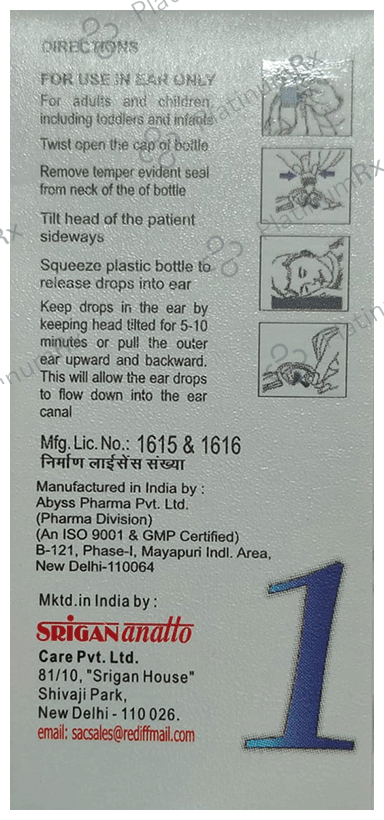 DIRECTIONS
FOR USE IN EAR ONLY
For adults and children,
including toddlers and infants
Twist open the cap of bottle
Remove temper evident seal
from neck of the of bottle
Tilt head of the patient
sideways
Squeeze plastic bottle to
release drops into ear
Keep drops in the ear by
keeping head tilted for 5-10
minutes or pull the outer
ear upward and backward.
This will allow the ear drops
to flow down into the ear
canal
Mfg. Lic. No.: 1615 & 1616
निर्माण लाईसेंस संख्या
Manufactured in India by :
Abyss Pharma Pvt. Ltd.
(Pharma Division)
(An ISO 9001 & GMP Certified)
B-121, Phase-I, Mayapuri Indl. Area,
New Delhi-110064
Mktd.in India by :
SRIGAN anatto
Care Pvt. Ltd.
81/10, "Srigan House"
Shivaji Park,
New Delhi - 110 026.
email: sacsales@rediffmail.com
1
PlatinumRx